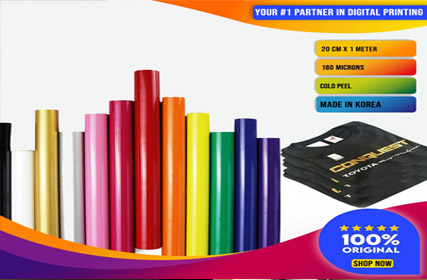 YOUR #1 PARTNER IN DIGITAL PRINTING
20 CM X 1 METER
180 MICRONS
COLD PEEL
MADE IN KOREA
CONQUEST
TOYOTA
100%
ORIGINAL
SHOP NOW